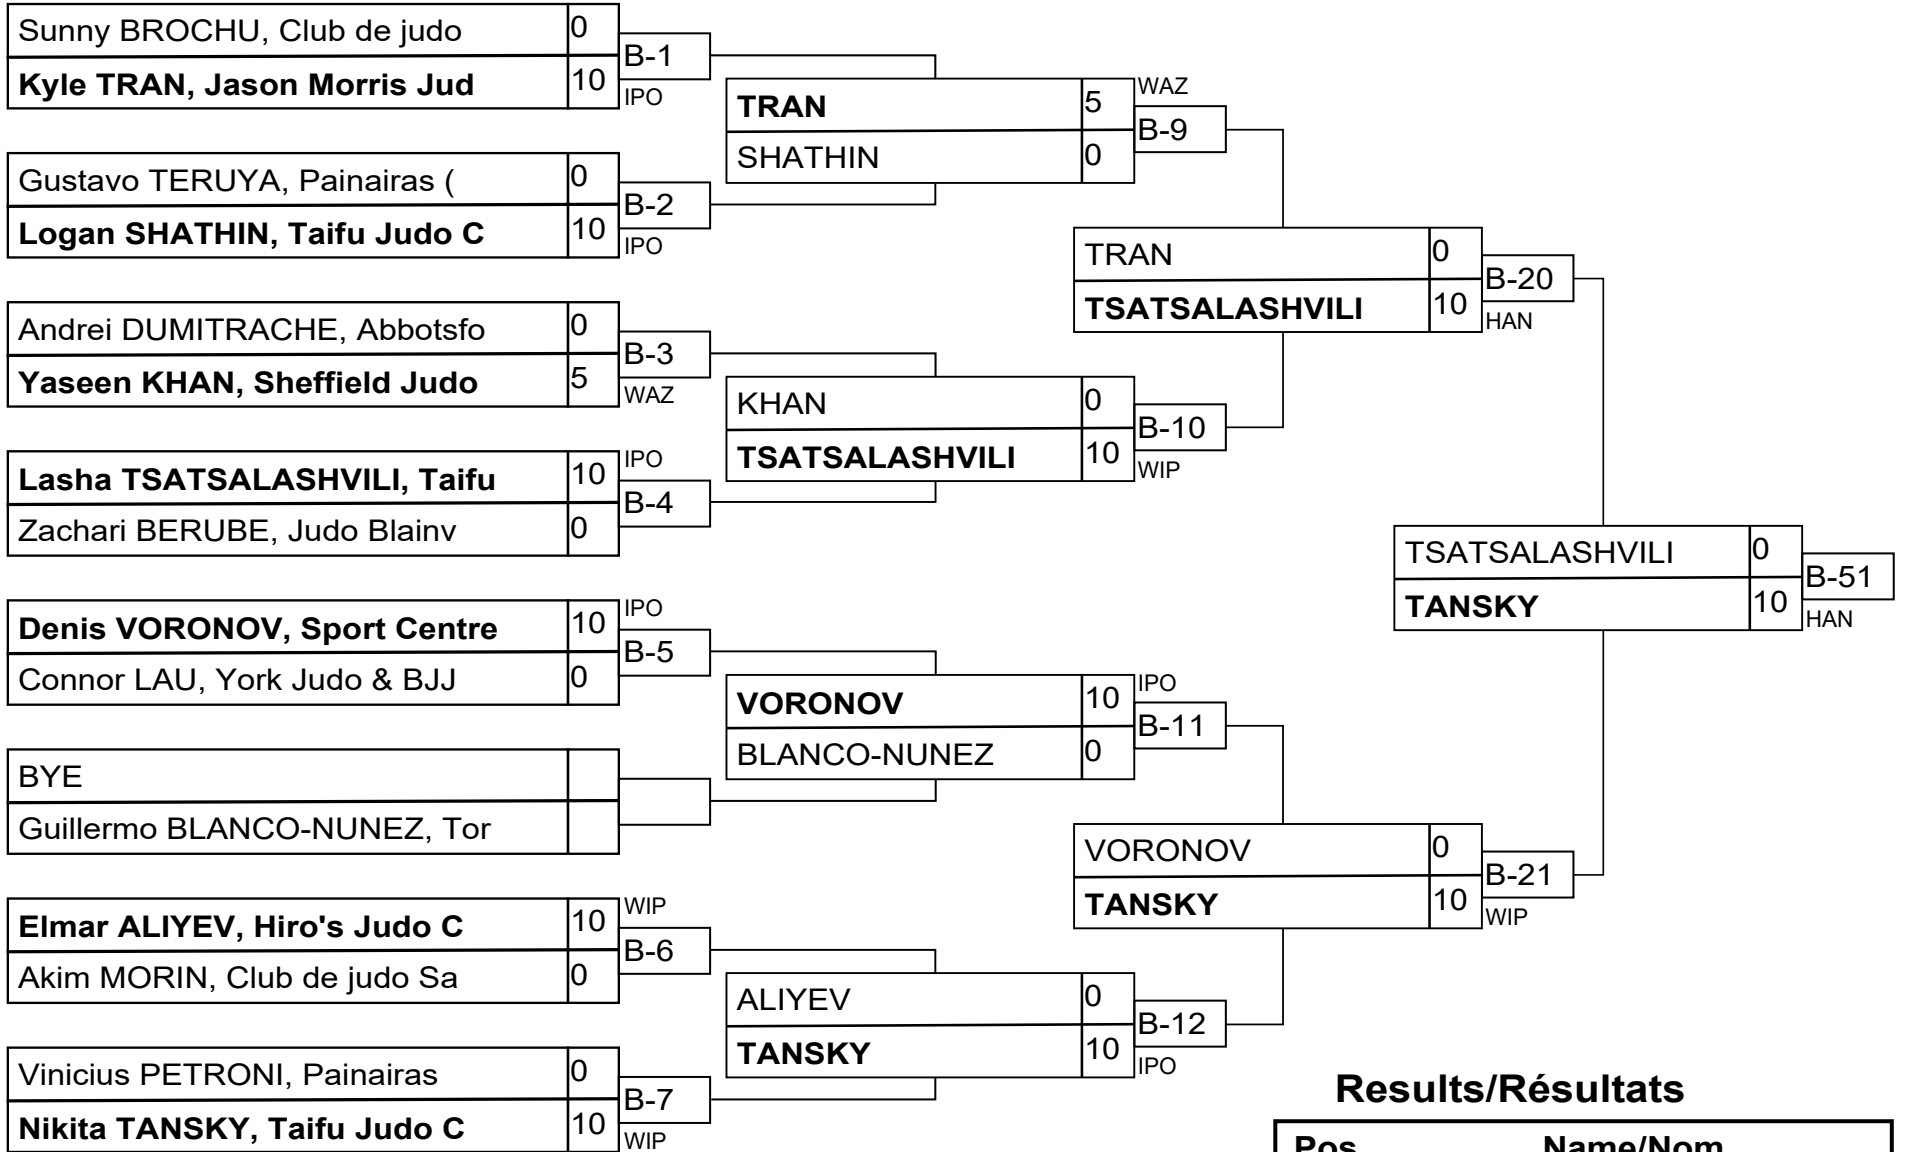 Sunny BROCHU, Club de judo 0
B-1
Kyle TRAN, Jason Morris Jud 10
IPO
Gustavo TERUYA, Painairas ( 0
B-2
Logan SHATHIN, Taifu Judo C 10
IPO
Andrei DUMITRACHE, Abbotsfo 0
B-3
Yaseen KHAN, Sheffield Judo 5
WAZ
Lasha TSATSALASHVILI, Taifu 10
IPO
B-4
Zachari BERUBE, Judo Blainv 0
Denis VORONOV, Sport Centre 10
IPO
B-5
Connor LAU, York Judo & BJJ 0
BYE
Guillermo BLANCO-NUNEZ, Tor
Elmar ALIYEV, Hiro's Judo C 10
WIP
B-6
Akim MORIN, Club de judo Sa 0
Vinicius PETRONI, Painairas 0
B-7
Nikita TANSKY, Taifu Judo C 10
WIP
TRAN 5
WAZ
B-9
SHATHIN 0
KHAN 0
B-10
TSATSALASHVILI 10
WIP
VORONOV 10
IPO
B-11
BLANCO-NUNEZ 0
ALIYEV 0
B-12
TANSKY 10
IPO
TRAN 0
B-20
TSATSALASHVILI 10
HAN
VORONOV 0
B-21
TANSKY 10
WIP
TSATSALASHVILI 0
B-51
TANSKY 10
HAN
Results/Résultats
Pos Name/Nom